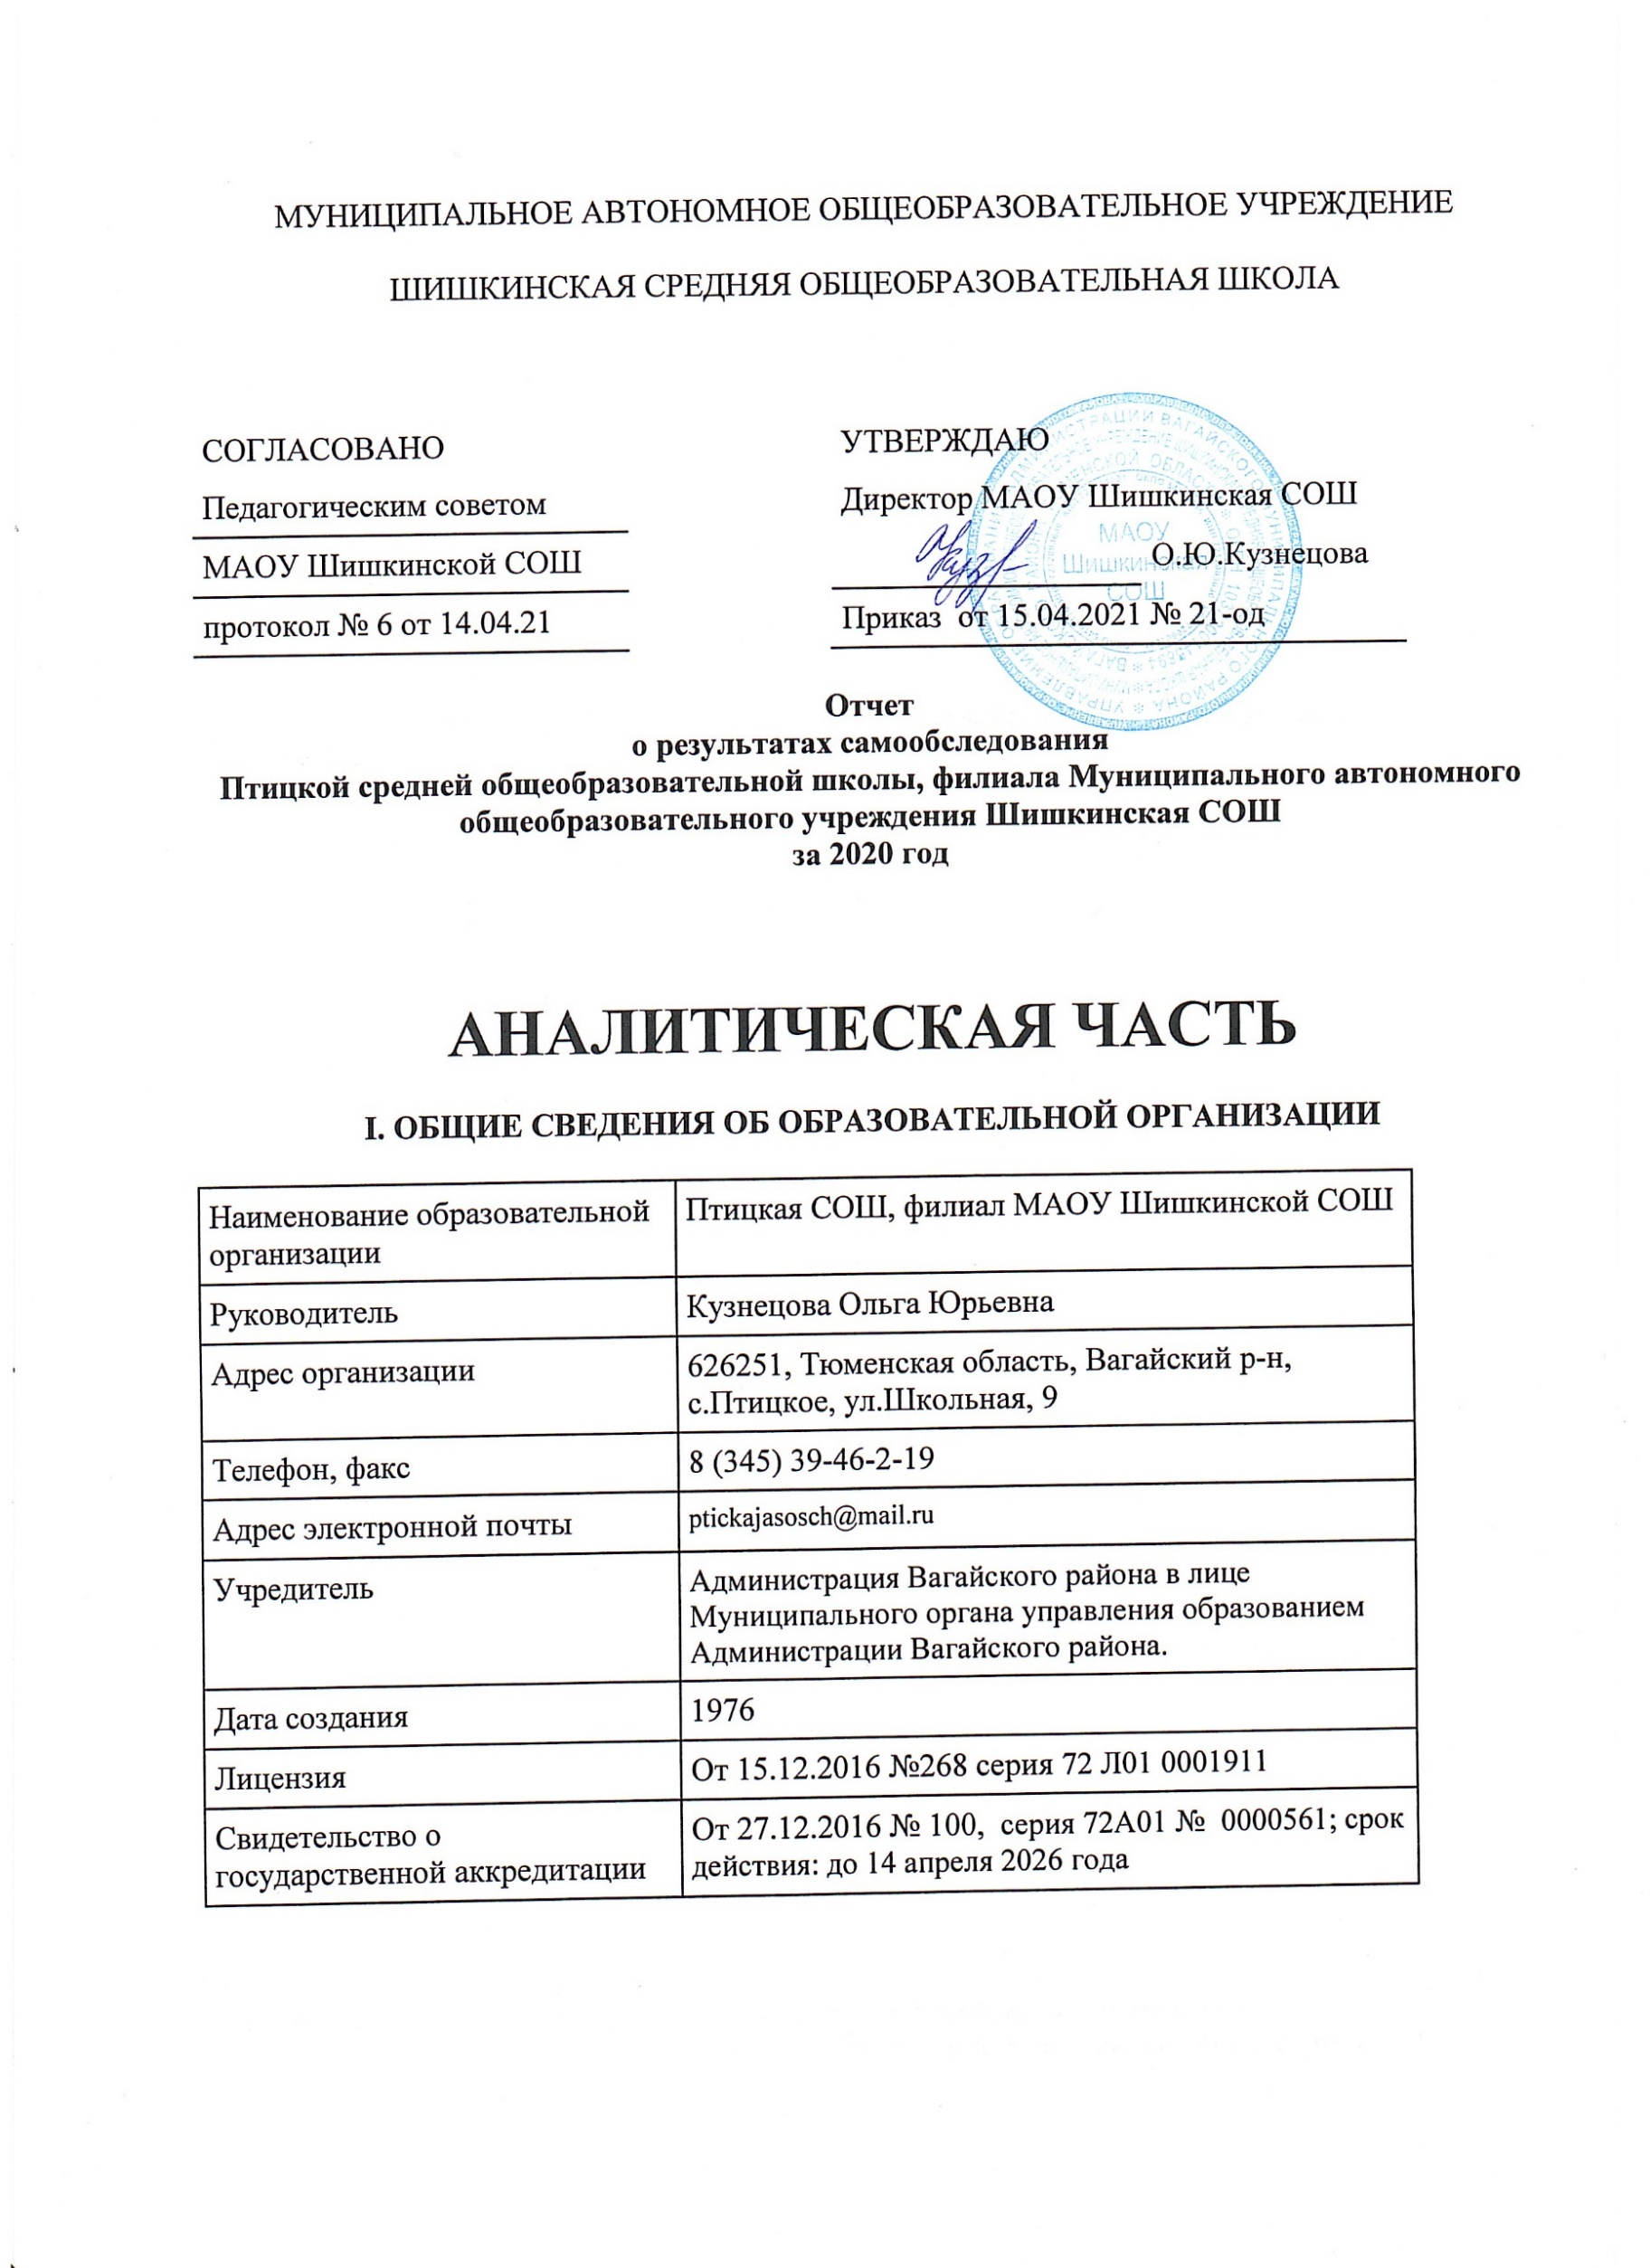 МУНИЦИПАЛЬНОЕ АВТОНОМНОЕ ОБЩЕОБРАЗОВАТЕЛЬНОЕ УЧРЕЖДЕНИЕ
ШИШКИНСКАЯ СРЕДНЯЯ ОБЩЕОБРАЗОВАТЕЛЬНАЯ ШКОЛА
СОГЛАСОВАНО
Педагогическим советом
МАОУ Шишкинской СОШ
протокол № 6 от 14.04.21
УТВЕРЖДАЮ
Директор МАОУ Шишкинская СОШ
О.Ю.Кузнецова
Приказ от 15.04.2021 № 21-од
МАОУ
Шишкинская
СОШ
Отчет
о результатах самообследования
Птицкой средней общеобразовательной школы, филиала Муниципального автономного
общеобразовательного учреждения Шишкинская СОШ
за 2020 год
АНАЛИТИЧЕСКАЯ ЧАСТЬ
I. ОБЩИЕ СВЕДЕНИЯ ОБ ОБРАЗОВАТЕЛЬНОЙ ОРГАНИЗАЦИИ
Наименование образовательной
организации
Птицкая СОШ, филиал МАОУ Шишкинской СОШ
Руководитель
Кузнецова Ольга Юрьевна
Адрес организации
626251, Тюменская область, Вагайский р-н,
с.Птицкое, ул.Школьная, 9
Телефон, факс
8 (345) 39-46-2-19
Адрес электронной почты
ptickajasosch@mail.ru
Учредитель
Администрация Вагайского района в лице
Муниципального органа управления образованием
Администрации Вагайского района.
Дата создания
1976
Лицензия
От 15.12.2016 №268 серия 72 Л01 0001911
Свидетельство о
государственной аккредитации
От 27.12.2016 № 100, серия 72А01 № 0000561; срок
действия: до 14 апреля 2026 года